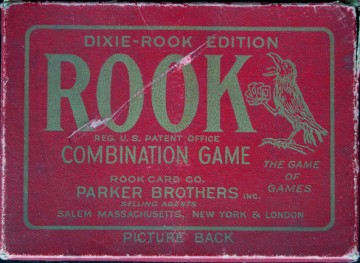 DIXIE-ROOK EDITION
ROOK
REG. U.S. PATENT OFFICE
COMBINATION GAME
THE GAME
OF
GAMES
ROOK CARD CO.
PARKER BROTHERS INC.
SELLING AGENTS
SALEM MASSACHUSETTS, NEW YORK & LONDON
PICTURE BACK